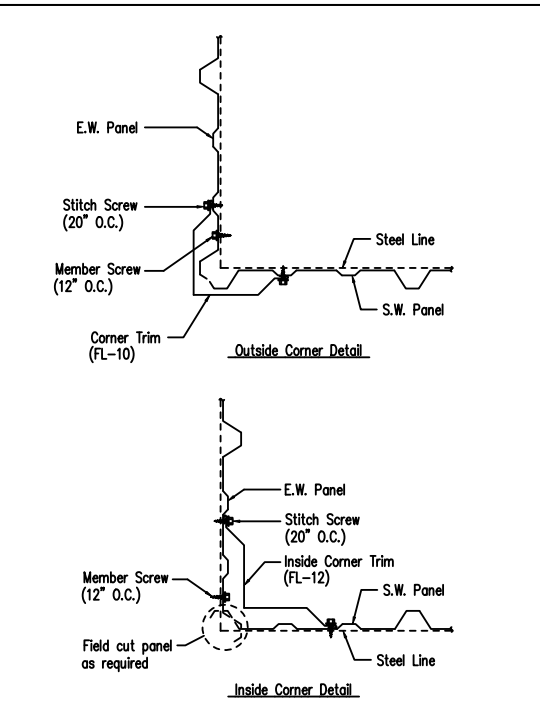 E.W. Panel
Stitch Screw
(20" O.C.)
Steel Line
Member Screw
(12" O.C.)
S.W. Panel
Corner Trim
(FL-10)
Outside Corner Detail
E.W. Panel
Stitch Screw
(20" O.C.)
Inside Corner Trim
(FL-12)
Member Screw
(12" O.C.)
S.W. Panel
Field cut panel
as required
Steel Line
Inside Corner Detail